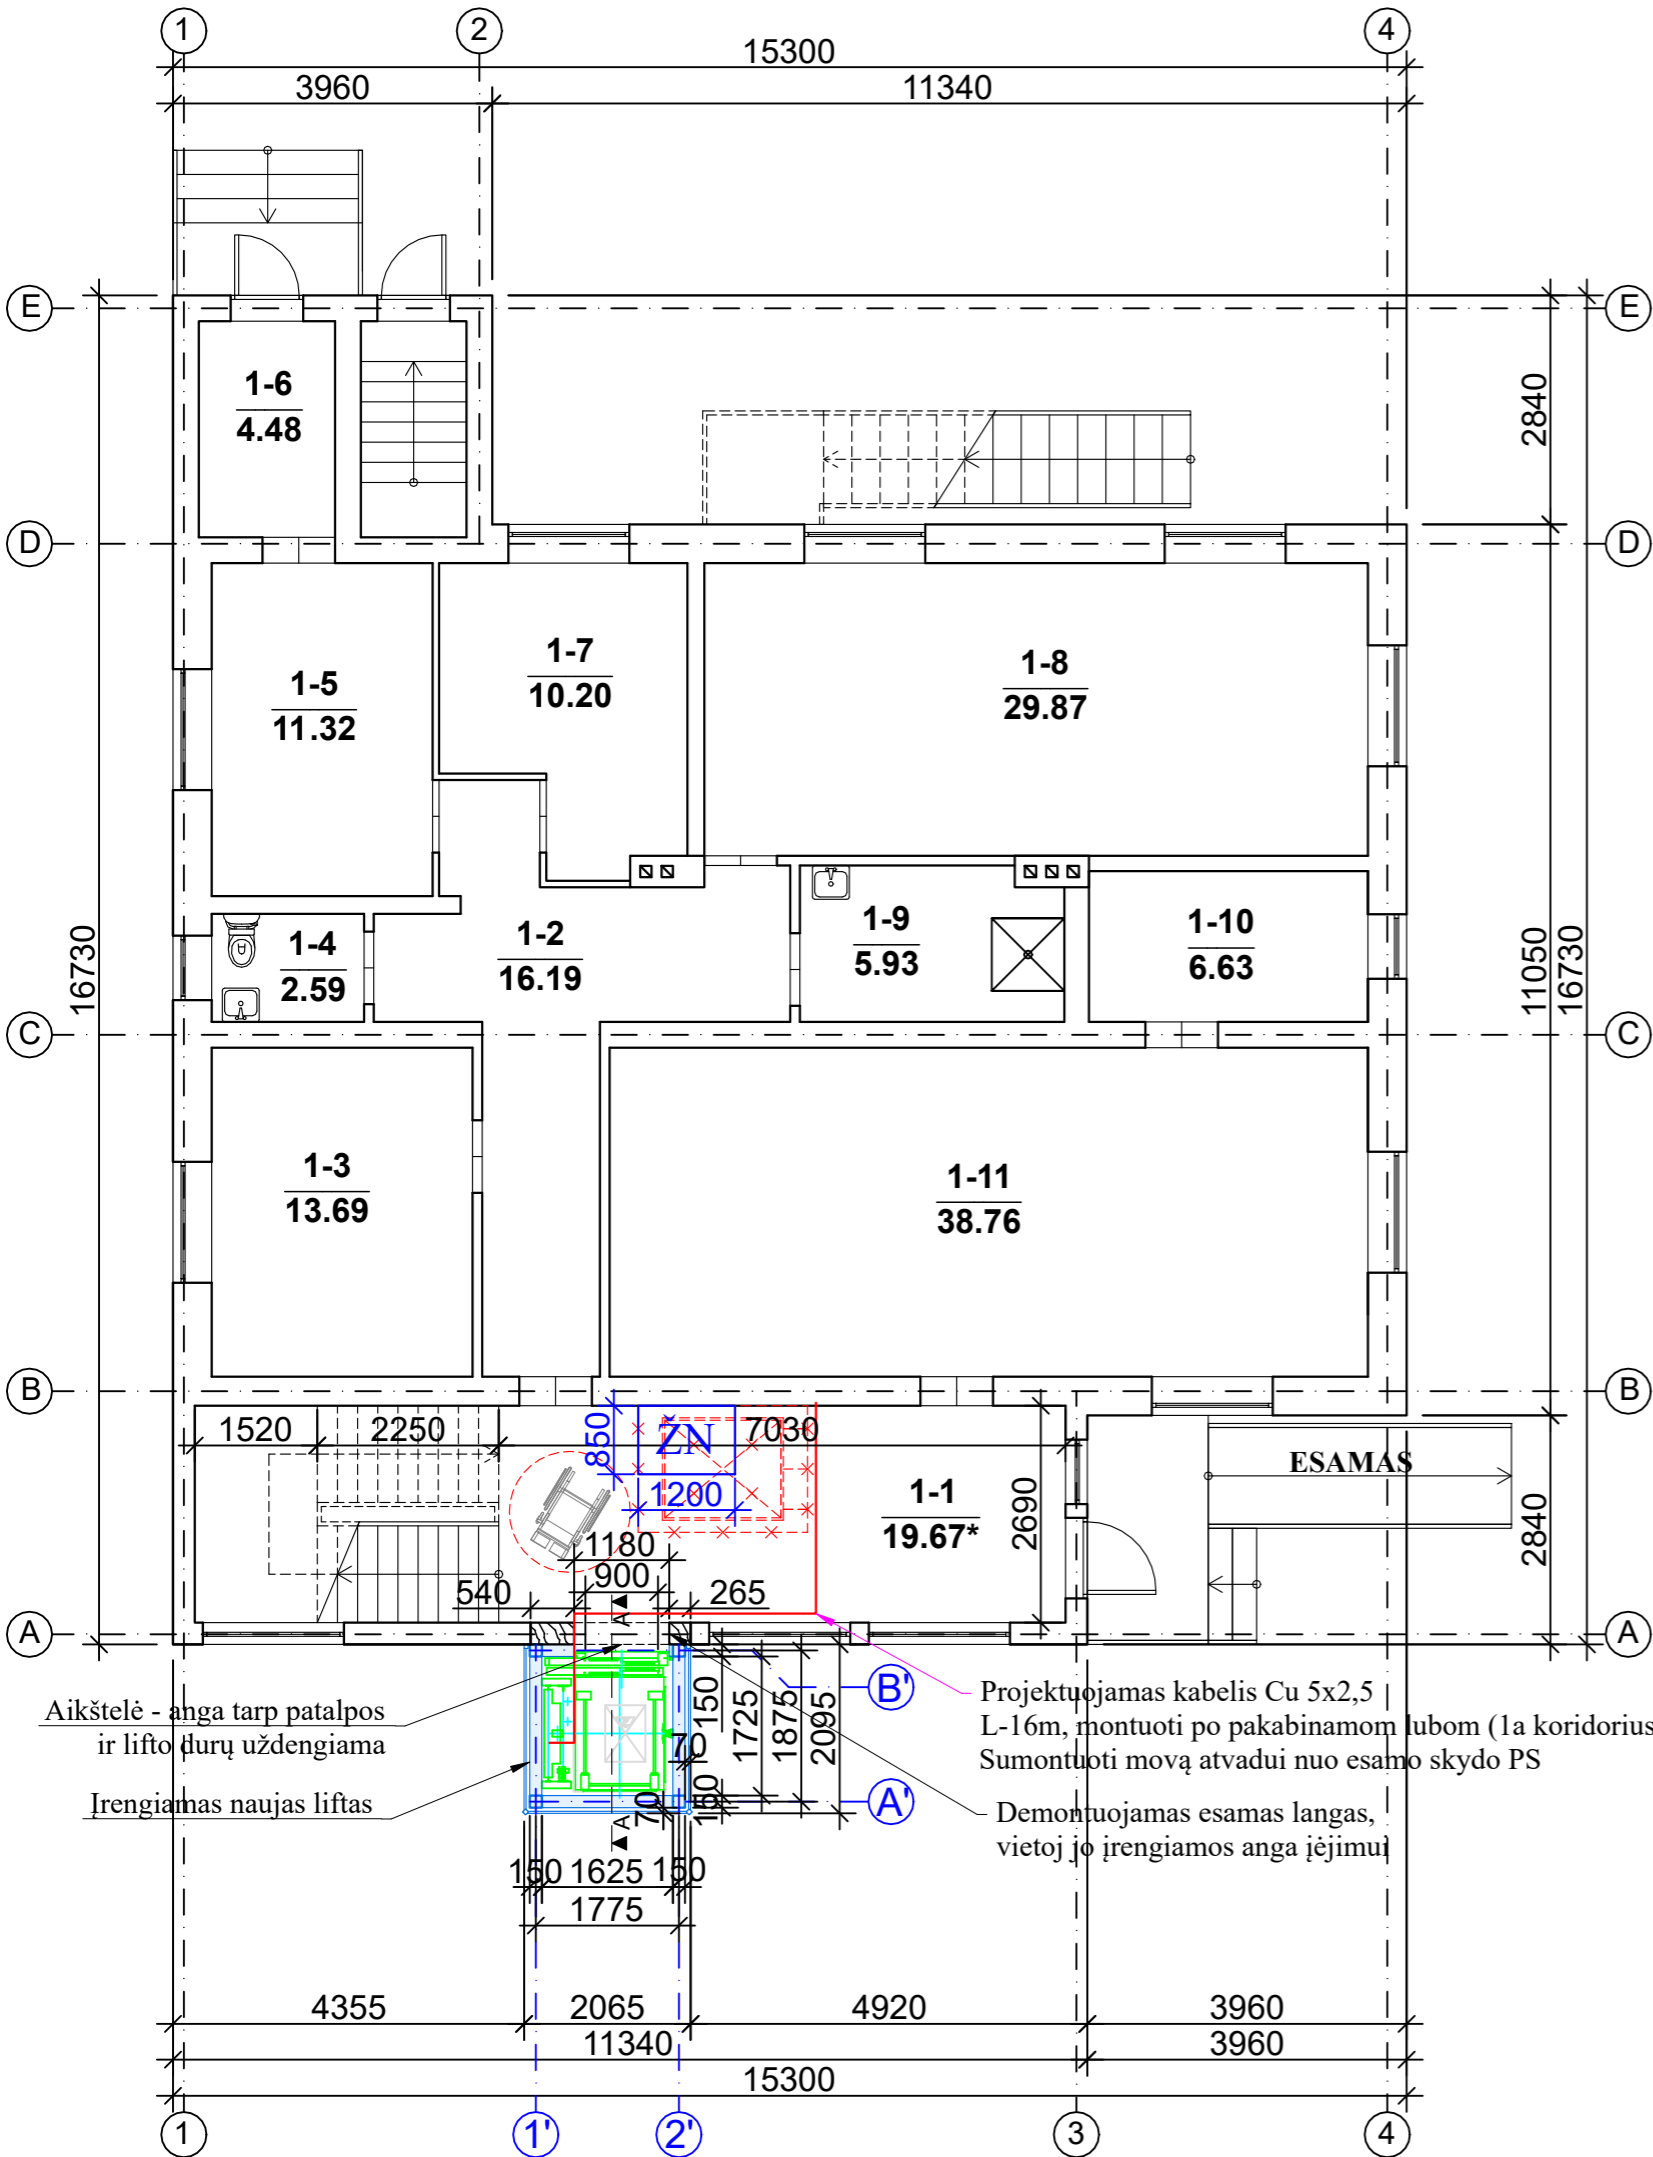 1
2
4
15300
3960
11340
E
E
1-6
4.48
2840
D
D
1-7
10.20
1-8
29.87
1-5
11.32
1-9
5.93
1-10
6.63
1-4
2.59
1-2
16.19
16730
11050
16730
C
C
1-3
13.69
1-11
38.76
B
B
1520
2250
850
ŽN
7030
ESAMAS
1200
1-1
19.67*
2690
2840
1180
900
540
265
A
A
A
B'
150
1725
1875
2095
70
Aikštelė - anga tarp patalpos
ir lifto durų uždengiama
Projektuojamas kabelis Cu 5x2,5
L-16m, montuoti po pakabinamom lubom (1a koridorius
Sumontuoti movą atvadui nuo esamo skydo PS
Įrengiamas naujas liftas
70
150
A'
A
Demontuojamas esamas langas,
vietoj jo įrengiamos anga įėjimui
150
1625
150
1775
4355
2065
4920
3960
11340
3960
15300
1
1'
2'
3
4